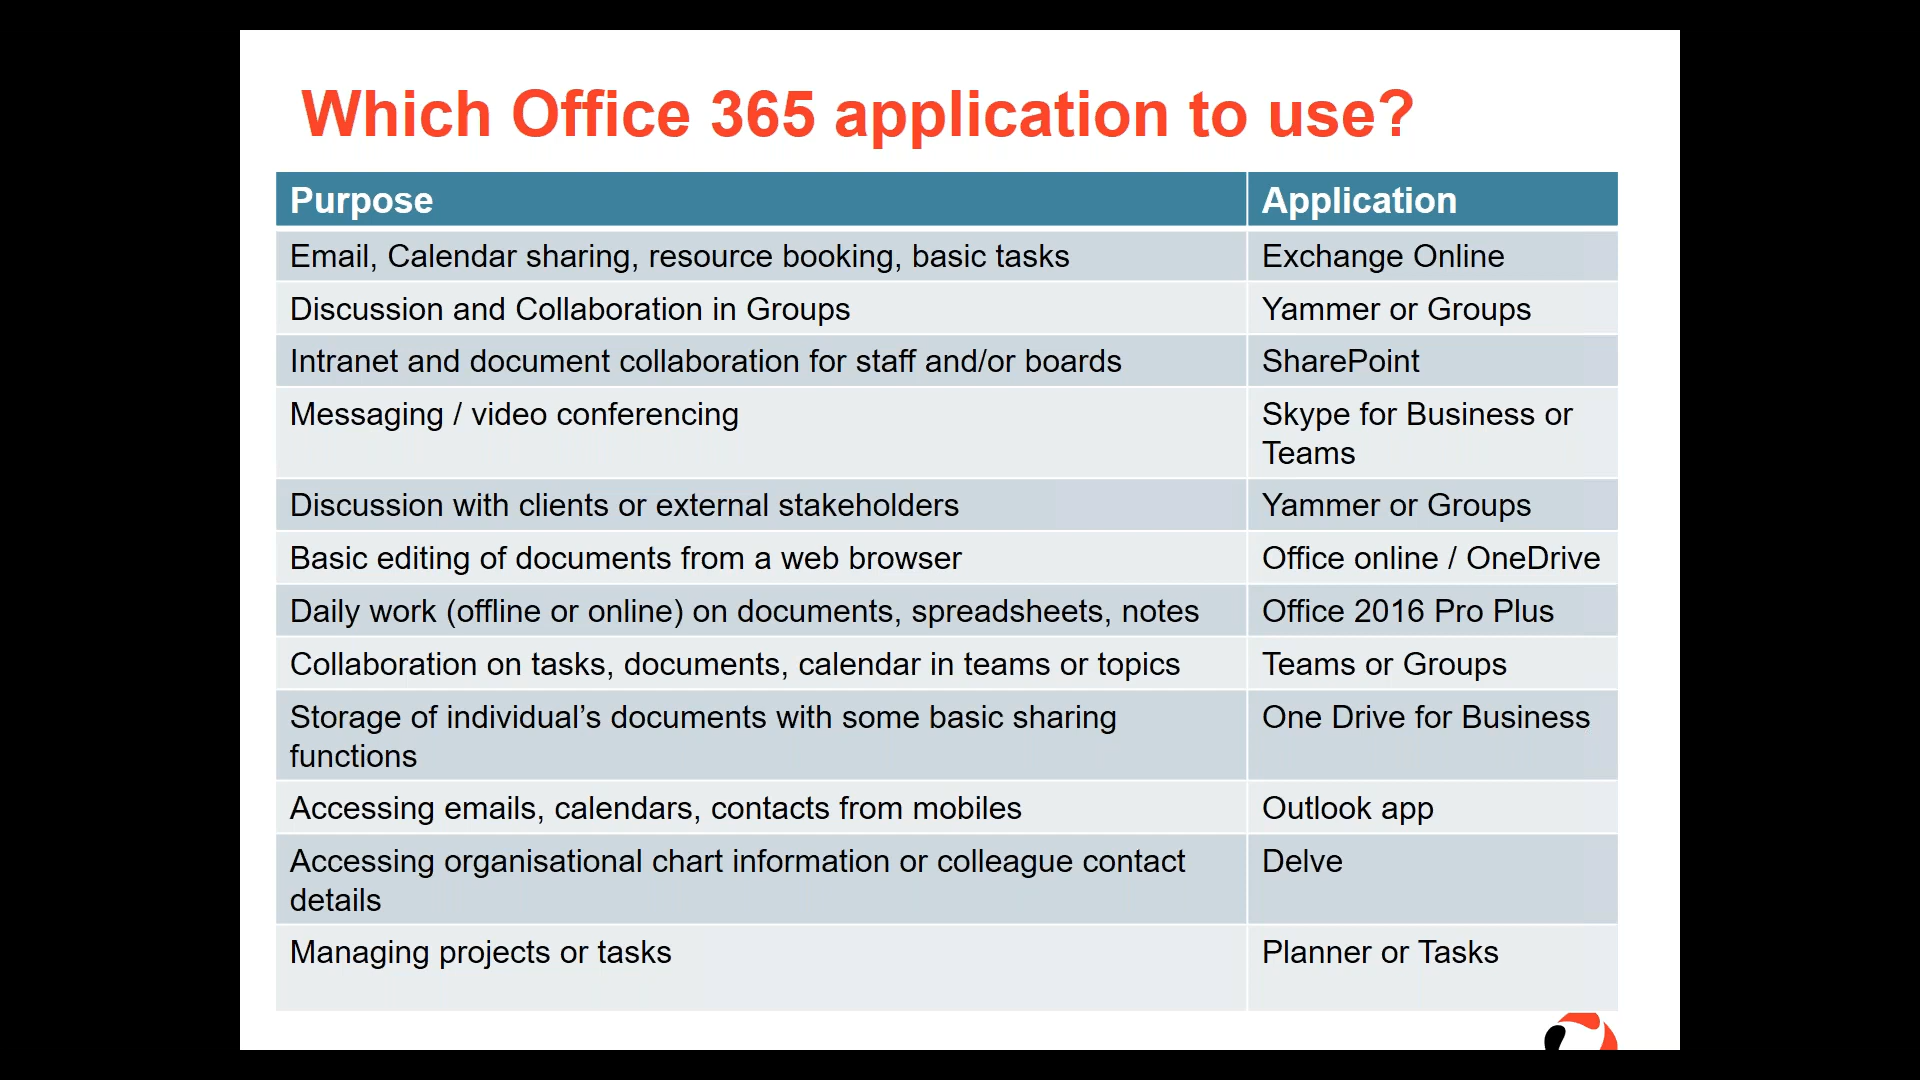 Which Office 365 application to use?
Purpose Application
Email, Calendar sharing, resource booking, basic tasks Exchange Online
Discussion and Collaboration in Groups Yammer or Groups
Intranet and document collaboration for staff and/or boards SharePoint
Messaging / video conferencing Skype for Business or
Teams
Discussion with clients or external stakeholders Yammer or Groups
Basic editing of documents from a web browser Office online / OneDrive
Daily work (offline or online) on documents, spreadsheets, notes Office 2016 Pro Plus
Collaboration on tasks, documents, calendar in teams or topics Teams or Groups
Storage of individual’s documents with some basic sharing One Drive for Business
functions
Accessing emails, calendars, contacts from mobiles Outlook app
Accessing organisational chart information or colleague contact Delve
details
Managing projects or tasks Planner or Tasks